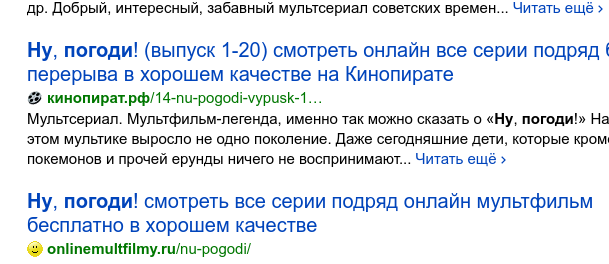 др. Добрый, интересный, забавный мультсериал советских времен... Читать ещё ›
Ну, погоди! (выпуск 1-20) смотреть онлайн все серии подряд
перерыва в хорошем качестве на Кинопирате
кинопират.рф/14-nu-pogodi-vypusk-1…
Мультсериал. Мультфильм-легенда, именно так можно сказать о «Ну, погоди!» На
этом мультике выросло не одно поколение. Даже сегодняшние дети, которые
покемонов и прочей ерунды ничего не воспринимают... Читать ещё ›
Ну, погоди! смотреть все серии подряд онлайн мультфильм
бесплатно в хорошем качестве
onlinemultfilmy.ru/nu-pogodi/